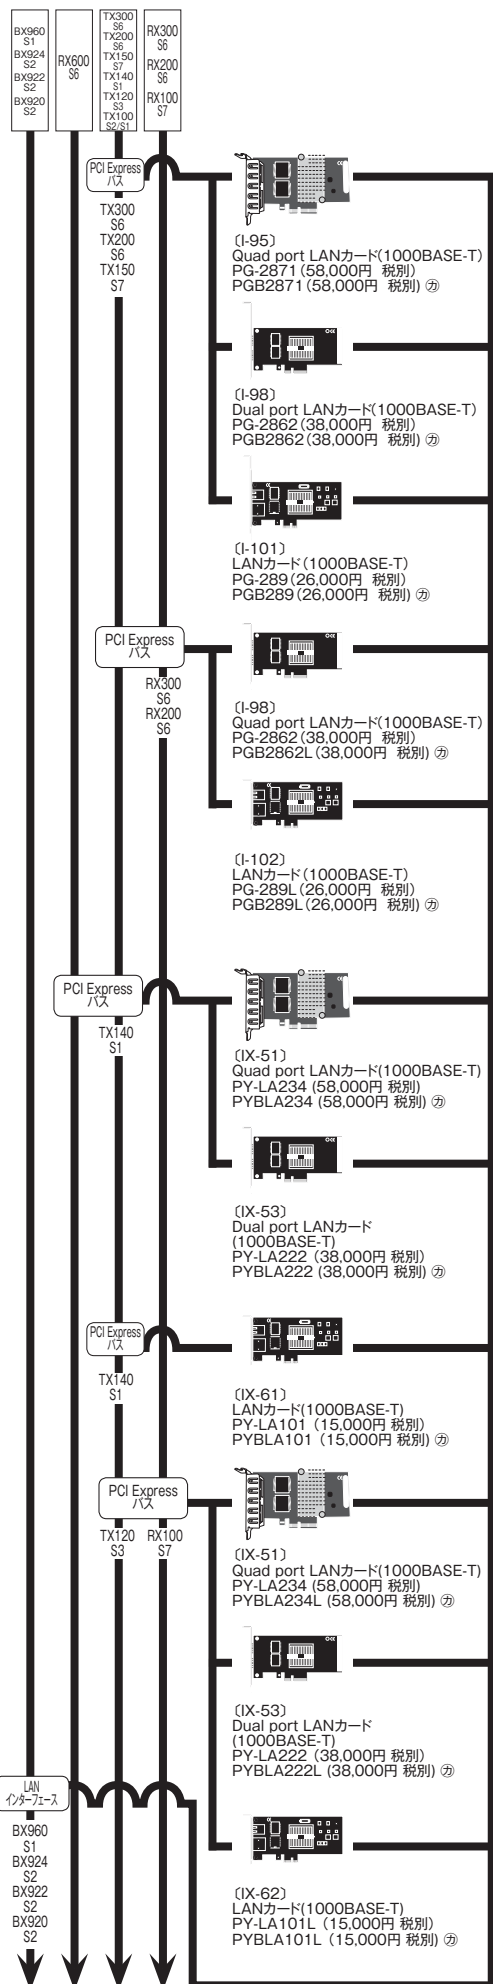 BX960
S1
BX924
S2
BX922
S2
BX920
S2
RX600
S6
TX300
S6
TX200
S6
TX150
S7
TX140
S1
TX120
S3
TX100
S2/S1
RX300
S6
RX200
S6
RX100
S7
PCI Express
バス
TX300
S6
TX200
S6
TX150
S7
〔I-95〕
Quad port LANカード(1000BASE-T)
PG-2871(58,000円 税別)
PGB2871(58,000円 税別) ㋕
〔I-98〕
Dual port LANカード(1000BASE-T)
PG-2862(38,000円 税別)
PGB2862(38,000円 税別) ㋕
〔I-101〕
LANカード(1000BASE-T)
PG-289(26,000円 税別)
PGB289(26,000円 税別) ㋕
PCI Express
バス
RX300
S6
RX200
S6
〔I-98〕
Quad port LANカード(1000BASE-T)
PG-2862(38,000円 税別)
PGB2862L(38,000円 税別) ㋕
〔I-102〕
LANカード(1000BASE-T)
PG-289L(26,000円 税別)
PGB289L(26,000円 税別) ㋕
PCI Express
バス
TX140
S1
〔IX-51〕
Quad port LANカード(1000BASE-T)
PY-LA234 (58,000円 税別)
PYBLA234 (58,000円 税別) ㋕
〔IX-53〕
Dual port LANカード
(1000BASE-T)
PY-LA222 (38,000円 税別)
PYBLA222 (38,000円 税別) ㋕
PCI Express
バス
TX140
S1
〔IX-61〕
LANカード(1000BASE-T)
PY-LA101 (15,000円 税別)
PYBLA101 (15,000円 税別) ㋕
PCI Express
バス
TX120
S3
RX100
S7
〔IX-51〕
Quad port LANカード(1000BASE-T)
PY-LA234 (58,000円 税別)
PYBLA234L (58,000円 税別) ㋕
〔IX-53〕
Dual port LANカード
(1000BASE-T)
PY-LA222 (38,000円 税別)
PYBLA222L (38,000円 税別) ㋕
LAN
インターフェース
BX960
S1
BX924
S2
BX922
S2
BX920
S2
〔IX-62〕
LANカード(1000BASE-T)
PY-LA101L (15,000円 税別)
PYBLA101L (15,000円 税別) ㋕